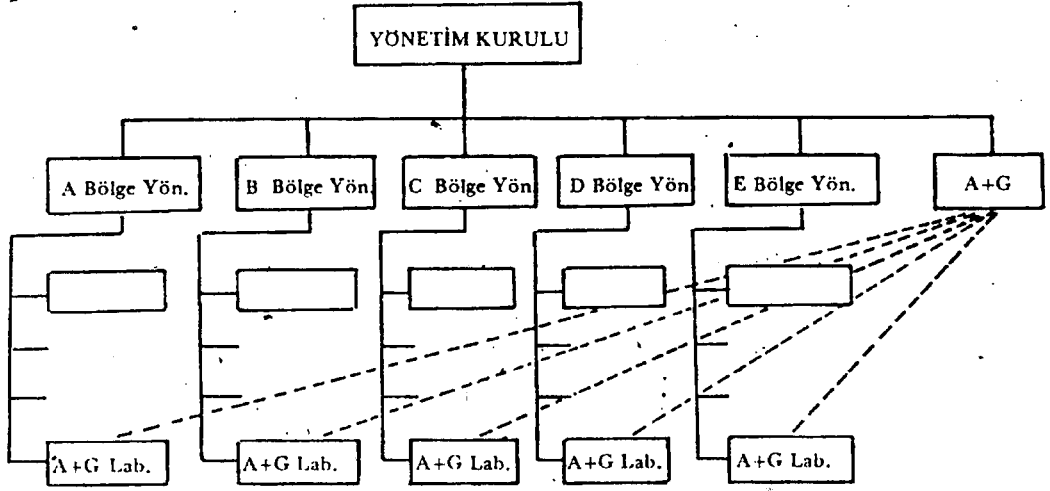 YÖNETİM KURULU
A Bölge Yön.
B Bölge Yön.
C Bölge Yön
D Bölge Yön
E Bölge Yön.
A+G
A+G Lab.
A+G Lab.
A+G Lab.
A+G Lab.
A+G Lab.